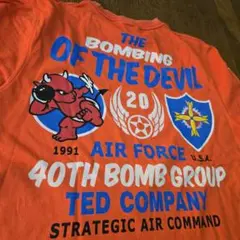 THE
BOMBING
OF THE DEVIL
20
1991
AIR FORCE
U.S.A.
40TH BOMB GROUP
TED COMPANY
STRATEGIC AIR COMMAND